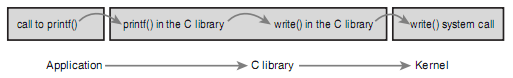 call to printf() printf() in the C library write() in the C library write() system call
Application C library Kernel